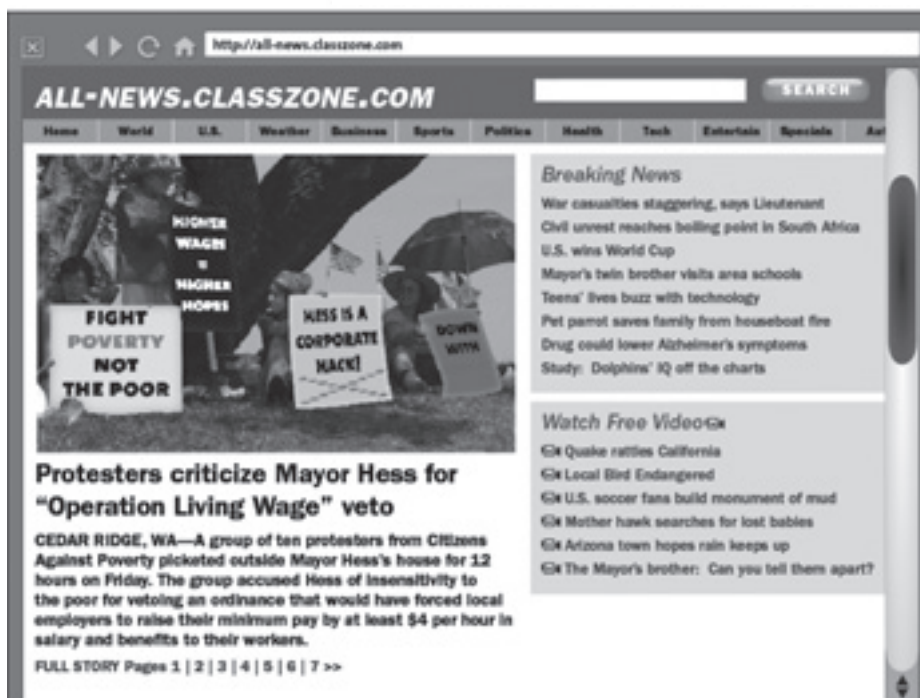 http://all-news.classzone.com
ALL-NEWS.CLASSZONE.COM
SEARCH
Home World U.S. Weather Business Sports Politics Health Tech Entertain Specials Aut
HIGHER
WAGES
=
HIGHER
HOPES
FIGHT
POVERTY
NOT
THE POOR
HESS IS A
CORPORATE
HACK!
DOWN
WITH
Protesters criticize Mayor Hess for
“Operation Living Wage” veto
CEDAR RIDGE, WA—A group of ten protesters from Citizens
Against Poverty picketed outside Mayor Hess’s house for 12
hours on Friday. The group accused Hess of insensitivity to
the poor for vetoing an ordinance that would have forced local
employers to raise their minimum pay by at least $4 per hour in
salary and benefits to their workers.
FULL STORY Pages 1 | 2 | 3 | 4 | 5 | 6 | 7 >>
Breaking News
War casualties staggering, says Lieutenant
Civil unrest reaches boiling point in South Africa
U.S. wins World Cup
Mayor’s twin brother visits area schools
Teens’ lives buzz with technology
Pet parrot saves family from houseboat fire
Drug could lower Alzheimer’s symptoms
Study: Dolphins’ IQ off the charts
Watch Free Video
Quake rattles California
Local Bird Endangered
U.S. soccer fans build monument of mud
Mother hawk searches for lost babies
Arizona town hopes rain keeps up
The Mayor’s brother: Can you tell them apart?